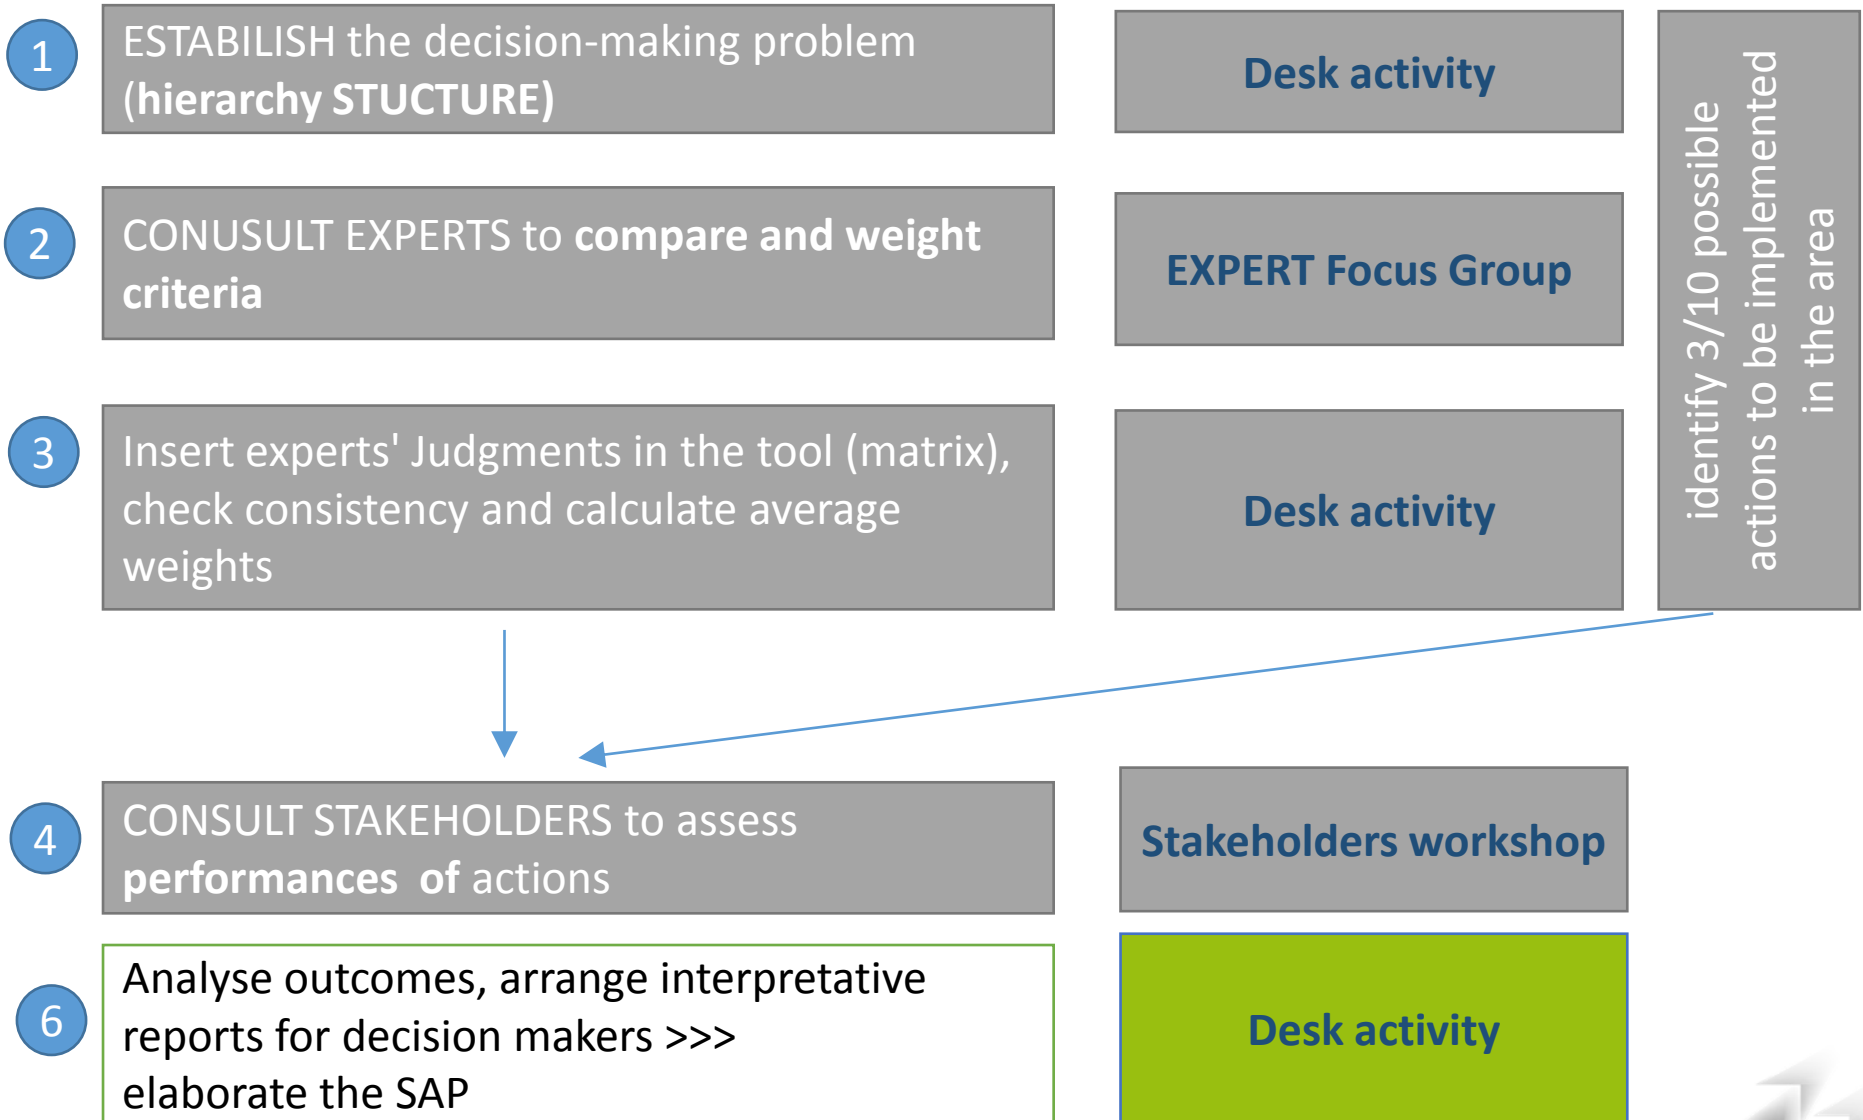 1
ESTABILISH the decision-making problem
(hierarchy STUCTURE)
Desk activity
2
CONUSULT EXPERTS to compare and weight
criteria
EXPERT Focus Group
3
Insert experts' Judgments in the tool (matrix),
check consistency and calculate average
weights
Desk activity
identify 3/10 possible
actions to be implemented
in the area
4
CONSULT STAKEHOLDERS to assess
performances of actions
Stakeholders workshop
6
Analyse outcomes, arrange interpretative
reports for decision makers >>>
elaborate the SAP
Desk activity